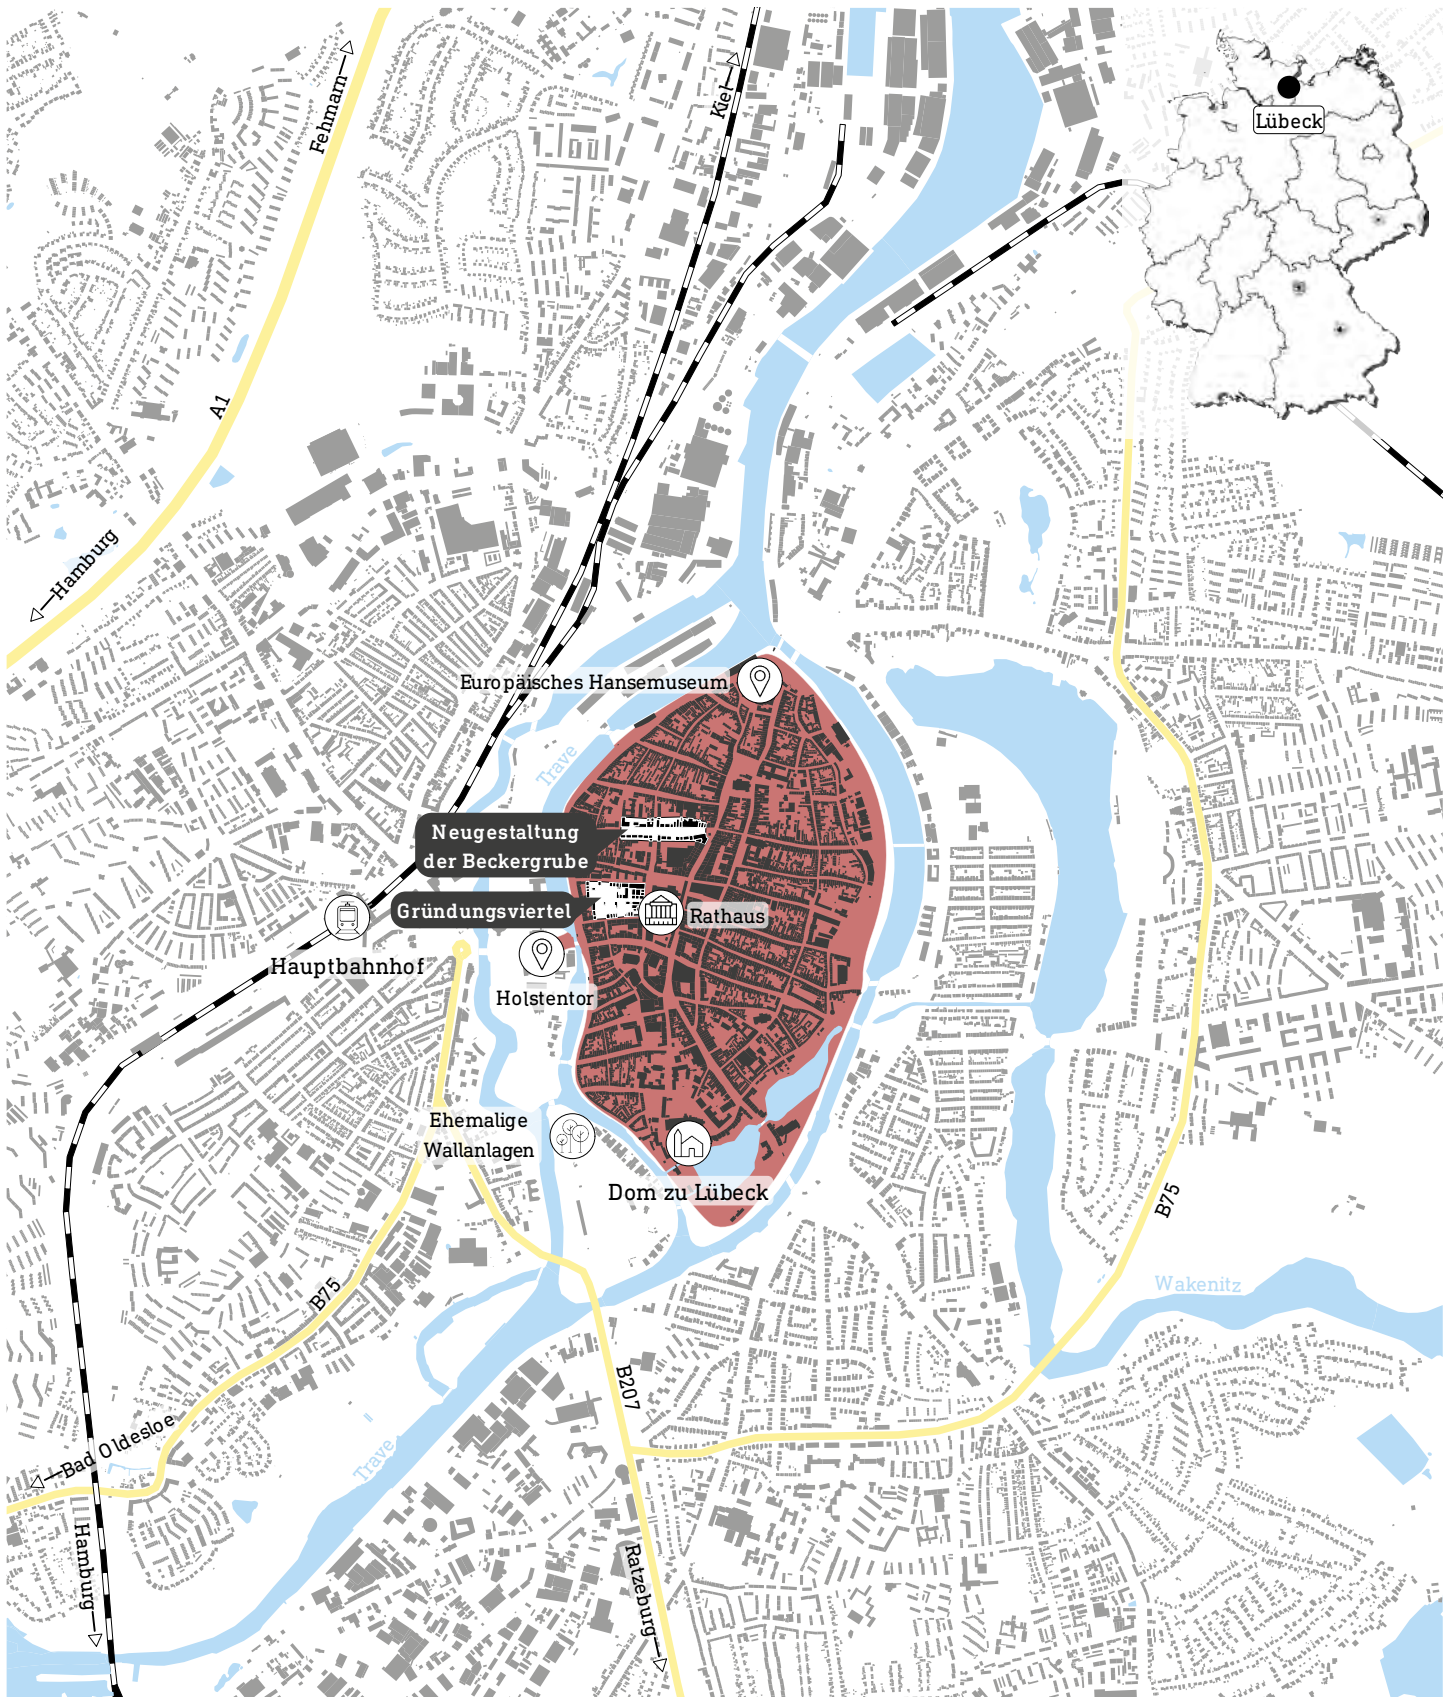 Fehmarn
Kiel
Lübeck
A1
Hamburg
Europäisches Hansemuseum
Trave
Neugestaltung
der Beckergrube
Gründungsviertel
Rathaus
Hauptbahnhof
Holstentor
Ehemalige
Wallanlagen
Dom zu Lübeck
B75
Wakenitz
B75
B207
Bad Oldesloe
Trave
Hamburg
Ratzeburg